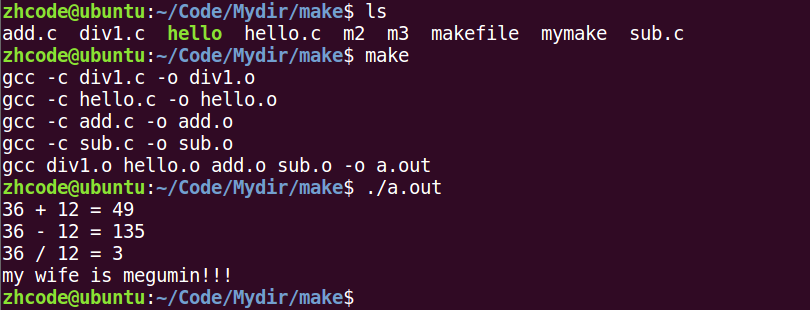 zhcode@ubuntu:~/Code/Mydir/make$ ls
add.c  div1.c  hello  hello.c  m2  m3  makefile  mymake  sub.c
zhcode@ubuntu:~/Code/Mydir/make$ make
gcc -c div1.c -o div1.o
gcc -c hello.c -o hello.o
gcc -c add.c -o add.o
gcc -c sub.c -o sub.o
gcc div1.o hello.o add.o sub.o -o a.out
zhcode@ubuntu:~/Code/Mydir/make$ ./a.out
36 + 12 = 49
36 - 12 = 135
36 / 12 = 3
my wife is megumin!!!
zhcode@ubuntu:~/Code/Mydir/make$